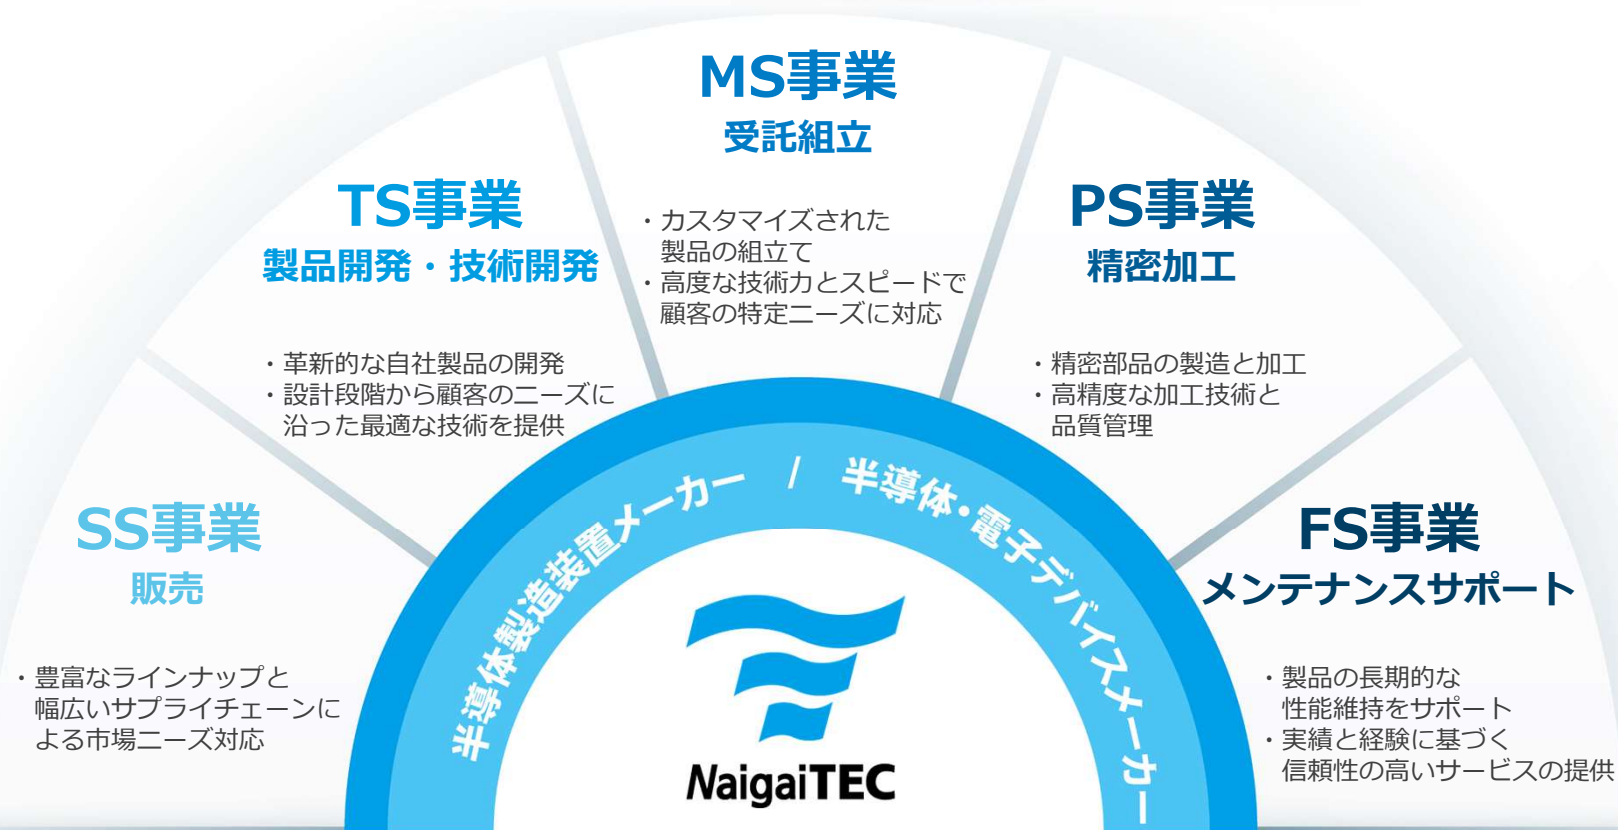 SS事業
販売
・豊富なラインナップと
幅広いサプライチェーンに
よる市場ニーズ対応
TS事業
製品開発・技術開発
・革新的な自社製品の開発
・設計段階から顧客のニーズに
沿った最適な技術を提供
MS事業
受託組立
・カスタマイズされた
製品の組立て
・高度な技術力とスピードで
顧客の特定ニーズに対応
PS事業
精密加工
・精密部品の製造と加工
・高精度な加工技術と
品質管理
FS事業
メンテナンスサポート
・製品の長期的な
性能維持をサポート
・実績と経験に基づく
信頼性の高いサービスの提供
半導体製造装置メーカー / 半導体・電子デバイスメーカー
NaigaiTEC